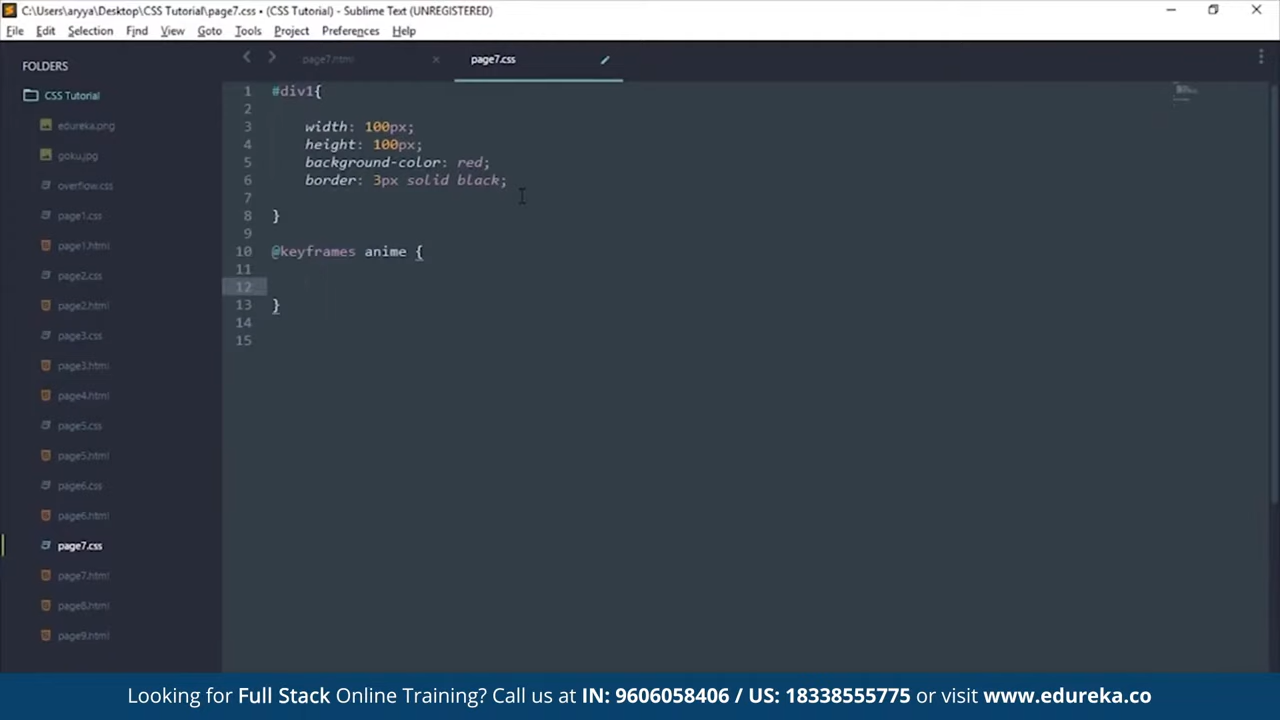 C:\Users\aryya\Desktop\CSS Tutorial\page7.css • (CSS Tutorial) - Sublime Text (UNREGISTERED)
File Edit Selection Find View Goto Tools Project Preferences Help
FOLDERS
CSS Tutorial
edureka.png
goku.jpg
overflow.css
page1.css
page1.html
page2.css
page2.html
page3.css
page3.html
page4.html
page5.css
page5.html
page6.css
page6.html
page7.css
page7.html
page8.html
page9.html
page7.html page7.css
1 #div1{
2
3 width: 100px;
4 height: 100px;
5 background-color: red;
6 border: 3px solid black;
7
8 }
9
10 @keyframes anime {
11
12
13 }
14
15
Looking for Full Stack Online Training? Call us at IN: 9606058406 / US: 18338555775 or visit www.edureka.co